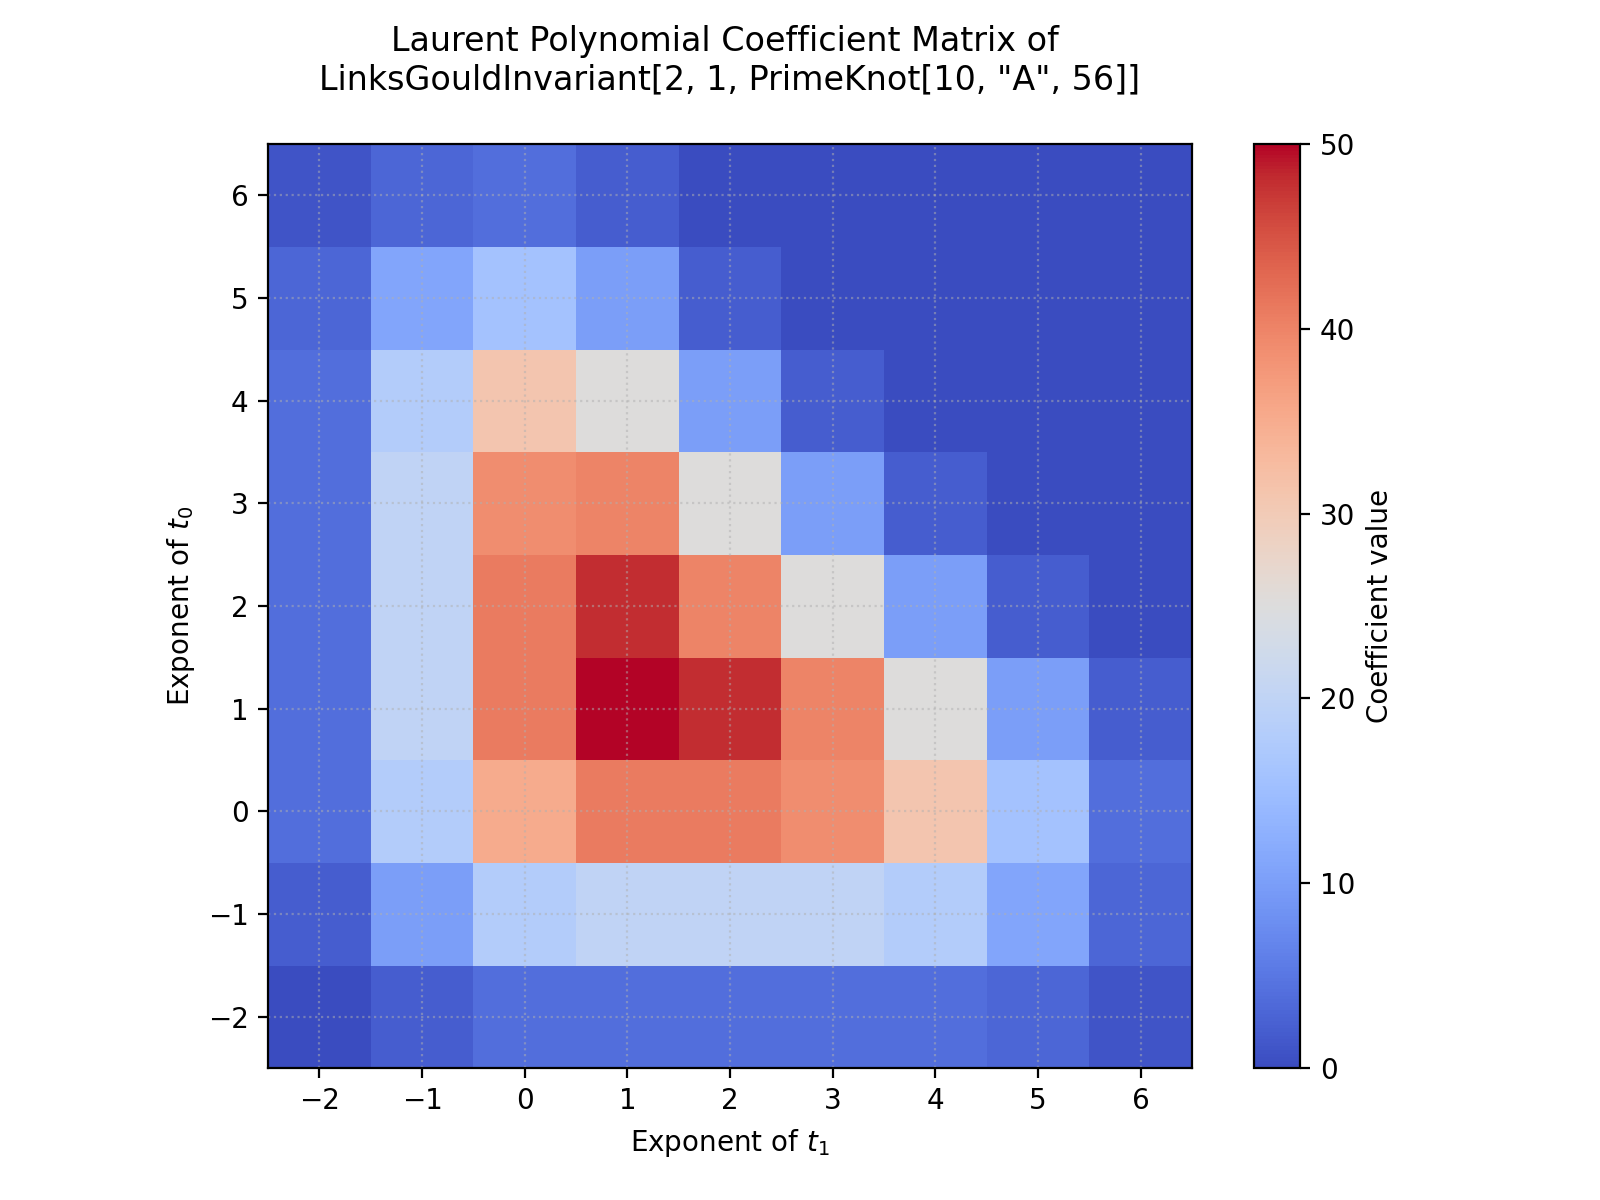 Laurent Polynomial Coefficient Matrix of
LinksGouldInvariant[2, 1, PrimeKnot[10, "A", 56]]
6
5
4
3
2
1
0
−1
−2
Exponent of t₀
−2 −1 0 1 2 3 4 5 6
Exponent of t₁
50
40
30
20
10
0
Coefficient value